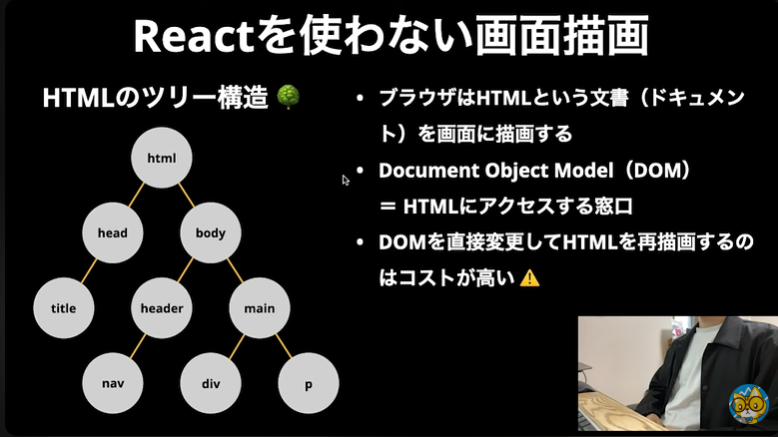 Reactを使わない画面描画
HTMLのツリー構造 🌳
html
head
body
title
header
main
nav
div
p
• ブラウザはHTMLという文書（ドキュメン
ト）を画面に描画する
• Document Object Model（DOM）
＝ HTMLにアクセスする窓口
• DOMを直接変更してHTMLを再描画するの
はコストが高い ⚠️